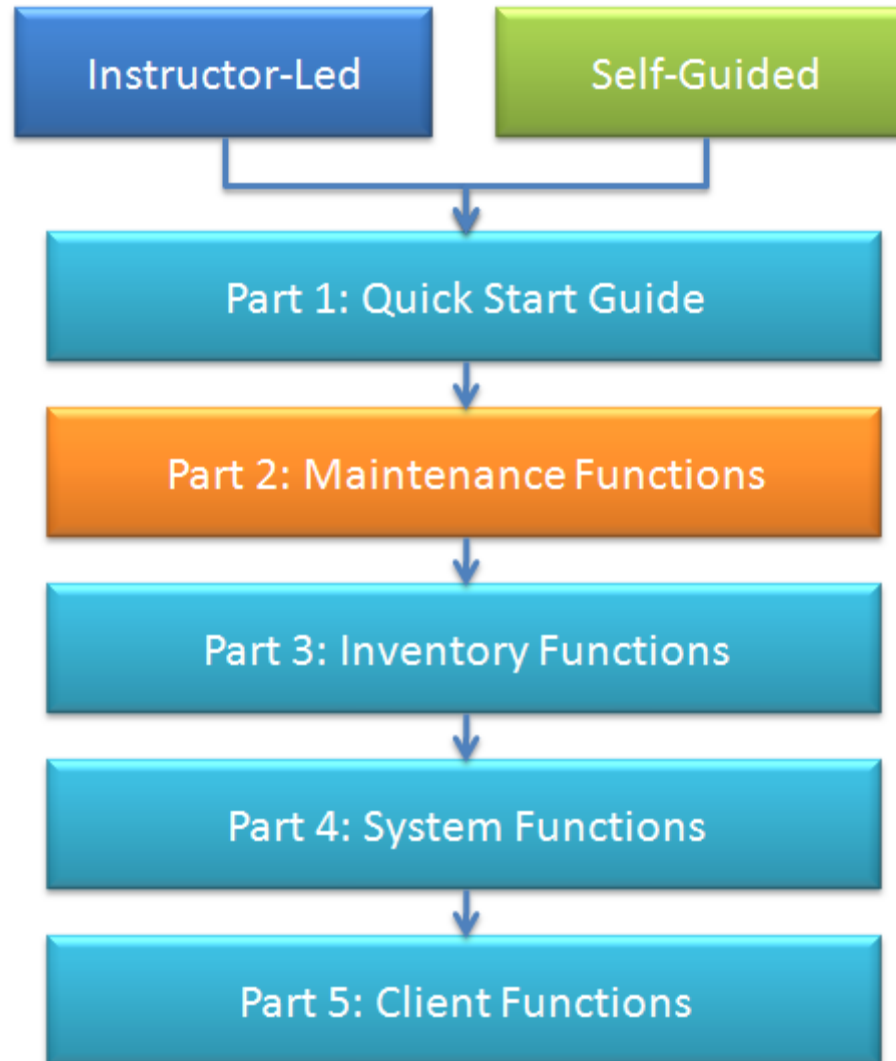 Instructor-Led
Self-Guided
Part 1: Quick Start Guide
Part 2: Maintenance Functions
Part 3: Inventory Functions
Part 4: System Functions
Part 5: Client Functions